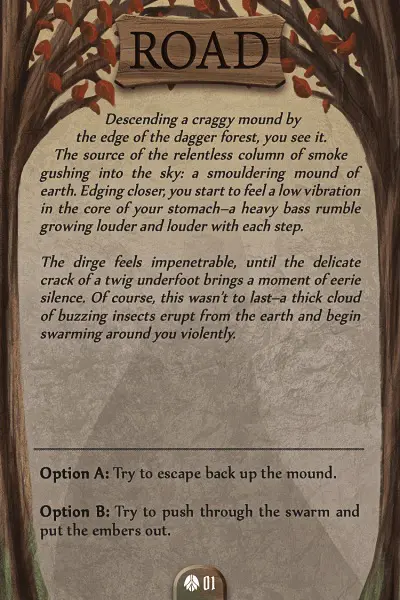 ROAD
Descending a craggy mound by
the edge of the dagger forest, you see it.
The source of the relentless column of smoke
gushing into the sky: a smouldering mound of
earth. Edging closer, you start to feel a low vibration
in the core of your stomach–a heavy bass rumble
growing louder and louder with each step.
The dirge feels impenetrable, until the delicate
crack of a twig underfoot brings a moment of eerie
silence. Of course, this wasn't to last–a thick cloud
of buzzing insects erupt from the earth and begin
swarming around you violently.
Option A: Try to escape back up the mound.
Option B: Try to push through the swarm and
put the embers out.
01